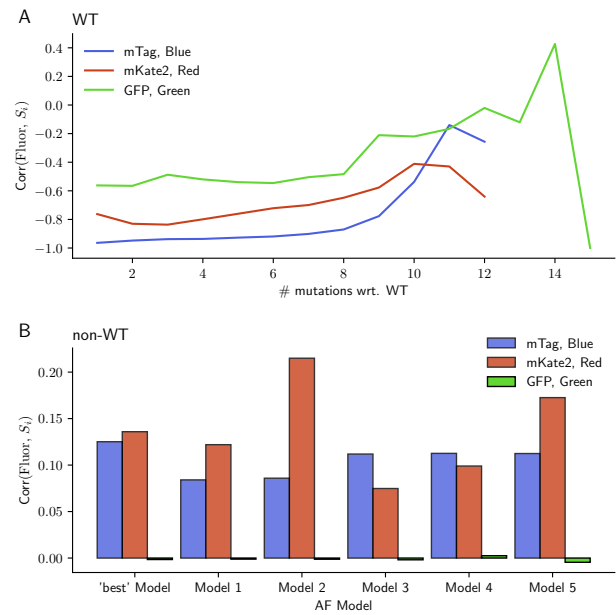 A
WT
mTag, Blue
mKate2, Red
GFP, Green
Corr(Fluor, S_i)
0.4
0.2
0.0
−0.2
−0.4
−0.6
−0.8
−1.0
2 4 6 8 10 12 14
# mutations wrt. WT
B
non-WT
mTag, Blue
mKate2, Red
GFP, Green
Corr(Fluor, S_i)
0.20
0.15
0.10
0.05
0.00
'best' Model Model 1 Model 2 Model 3 Model 4 Model 5
AF Model